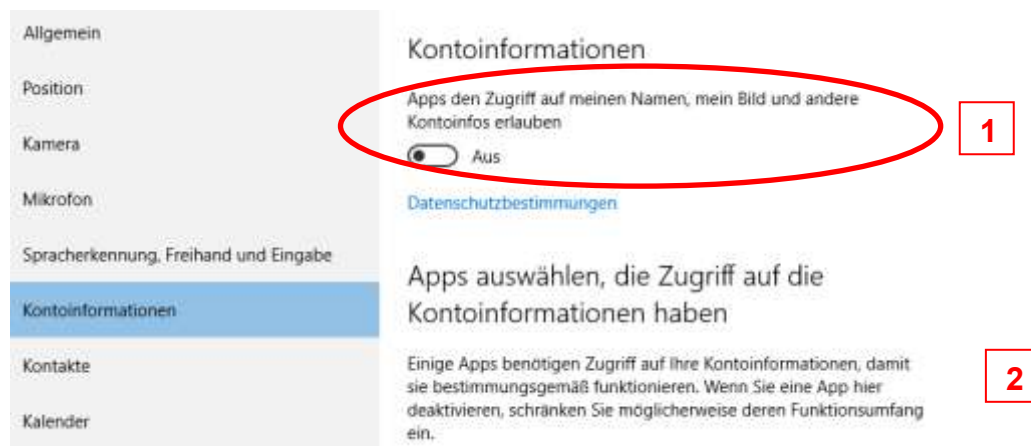 Allgemein
Position
Kamera
Mikrofon
Spracherkennung, Freihand und Eingabe
Kontoinformationen
Kontakte
Kalender
Kontoinformationen
Apps den Zugriff auf meinen Namen, mein Bild und andere
Kontoinfos erlauben
Aus
Datenschutzbestimmungen
1
Apps auswählen, die Zugriff auf die
Kontoinformationen haben
Einige Apps benötigen Zugriff auf Ihre Kontoinformationen, damit
sie bestimmungsgemäß funktionieren. Wenn Sie eine App hier
deaktivieren, schränken Sie möglicherweise deren Funktionsumfang
ein.
2